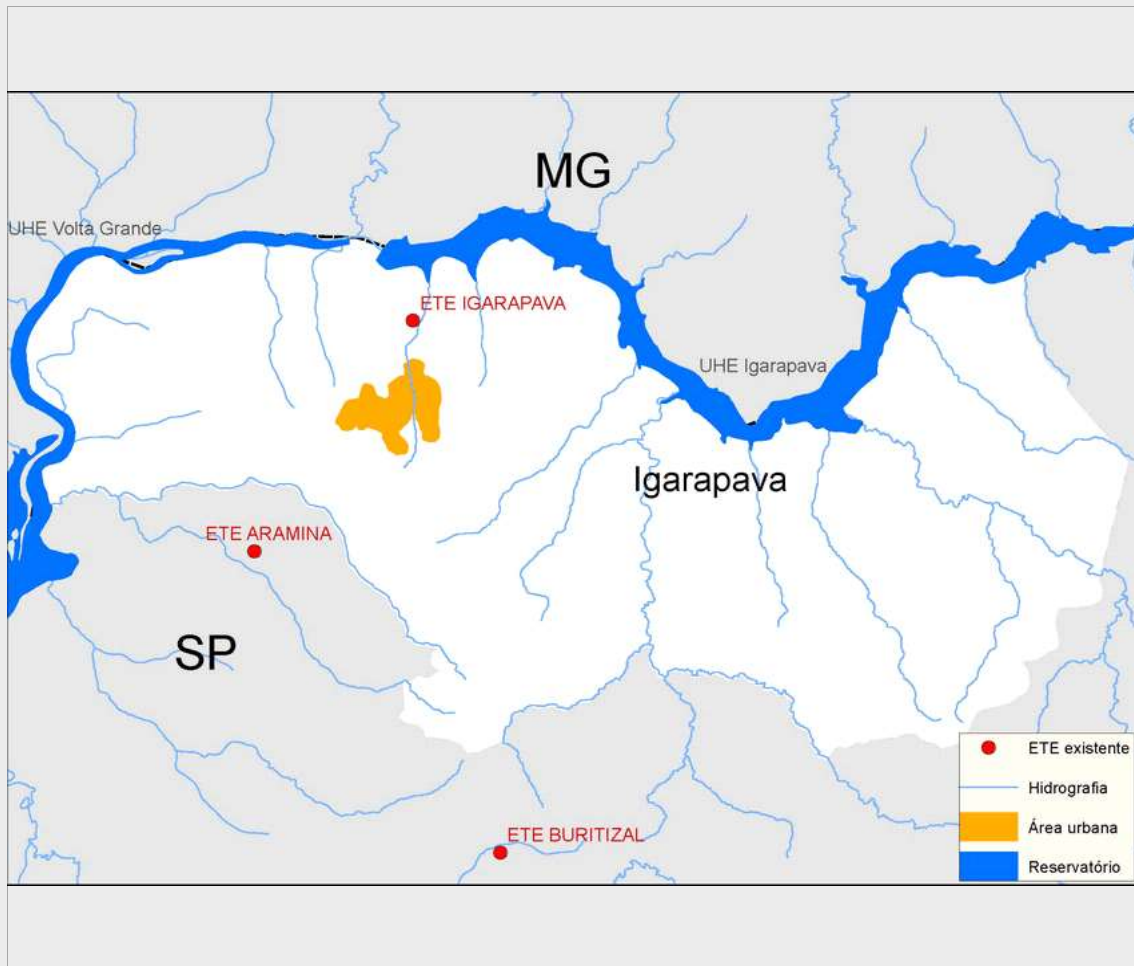 MG
UHE Volta Grande
ETE IGARAPAVA
UHE Igarapava
Igarapava
ETE ARAMINA
SP
ETE BURITIZAL
ETE existente
Hidrografia
Área urbana
Reservatório